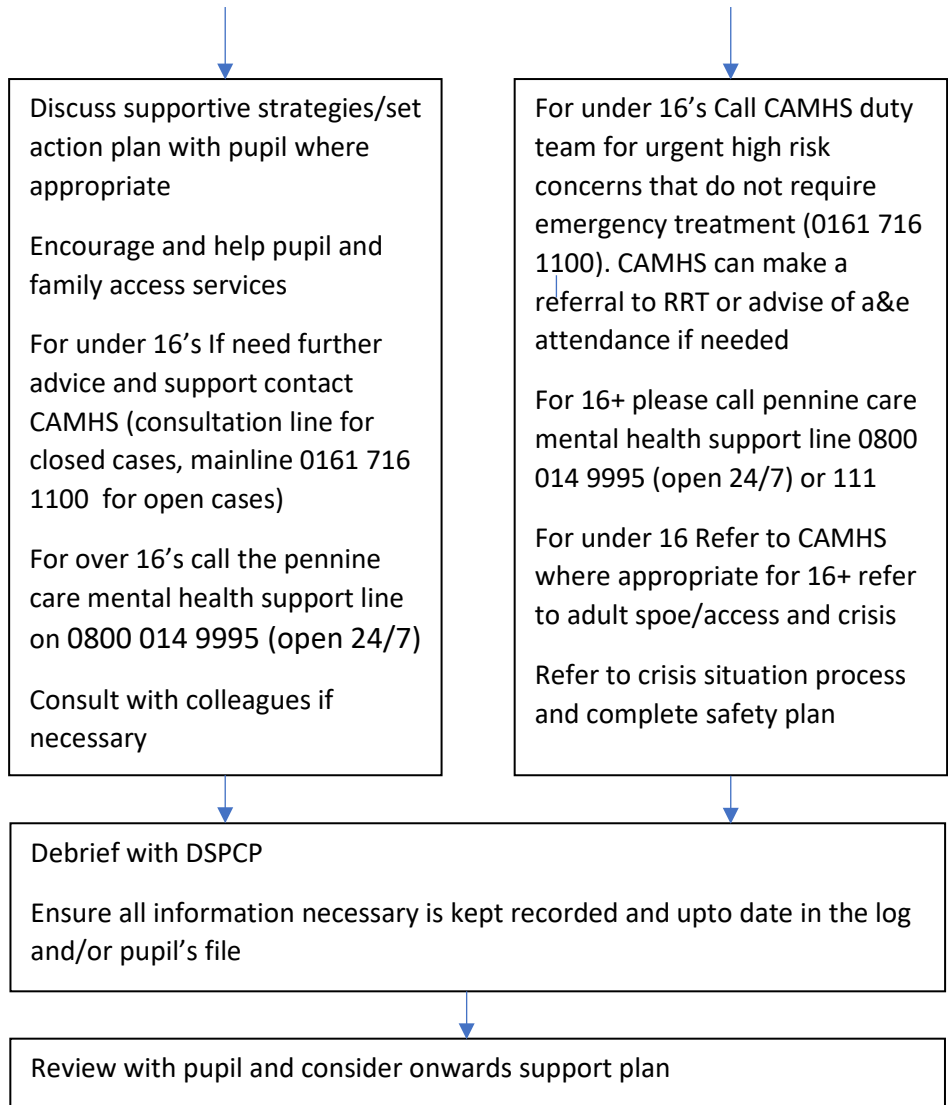 Discuss supportive strategies/set
action plan with pupil where
appropriate
Encourage and help pupil and
family access services
For under 16’s If need further
advice and support contact
CAMHS (consultation line for
closed cases, mainline 0161 716
1100  for open cases)
For over 16’s call the pennine
care mental health support line
on 0800 014 9995 (open 24/7)
Consult with colleagues if
necessary
For under 16’s Call CAMHS duty
team for urgent high risk
concerns that do not require
emergency treatment (0161 716
1100). CAMHS can make a
referral to RRT or advise of a&e
attendance if needed
For 16+ please call pennine care
mental health support line 0800
014 9995 (open 24/7) or 111
For under 16 Refer to CAMHS
where appropriate for 16+ refer
to adult spoe/access and crisis
Refer to crisis situation process
and complete safety plan
Debrief with DSPCP
Ensure all information necessary is kept recorded and upto date in the log
and/or pupil’s file
Review with pupil and consider onwards support plan